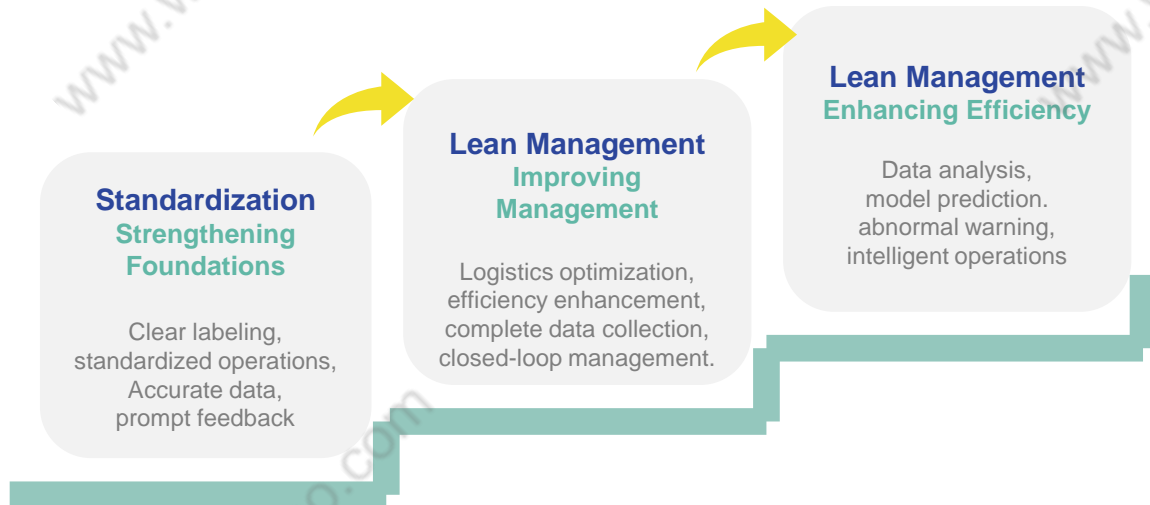 Standardization
Strengthening
Foundations
Clear labeling,
standardized operations,
Accurate data,
prompt feedback
Lean Management
Improving
Management
Logistics optimization,
efficiency enhancement,
complete data collection,
closed-loop management.
Lean Management
Enhancing Efficiency
Data analysis,
model prediction.
abnormal warning,
intelligent operations